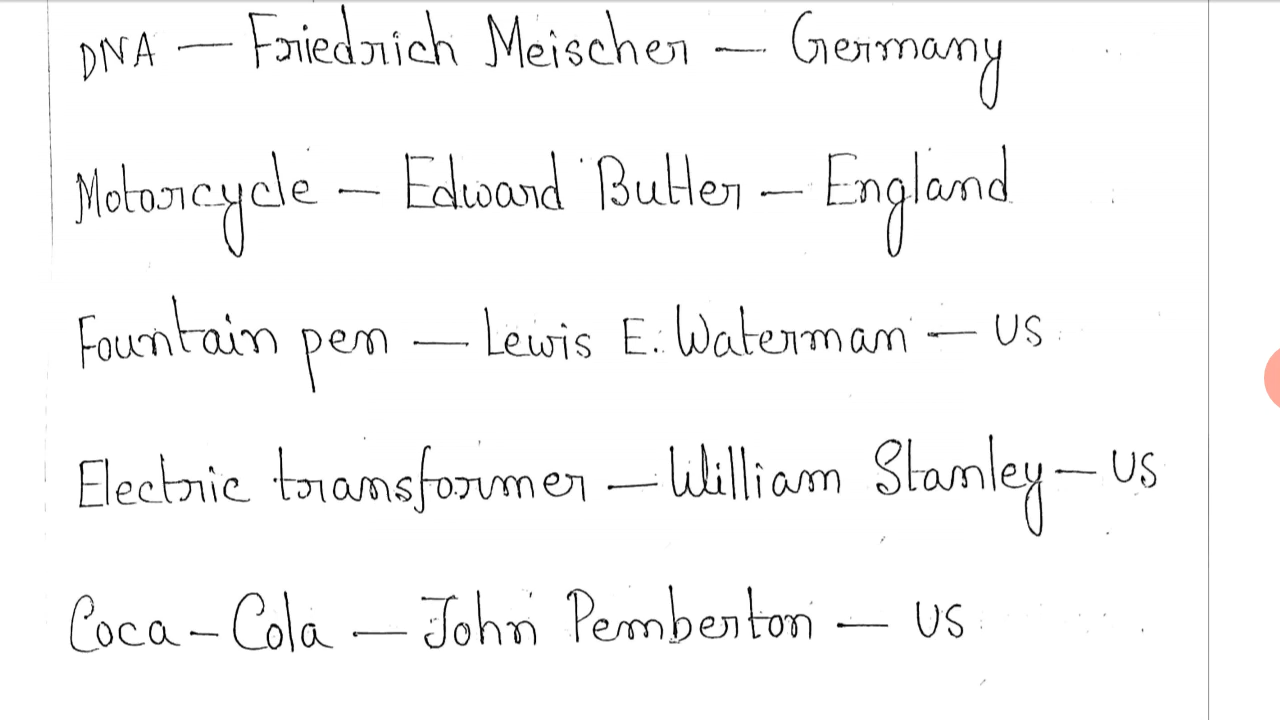 DNA — Friedrich Meischer — Germany
Motorcycle — Edward Butler — England
Fountain pen — Lewis E. Waterman — US
Electric transformer — William Stanley — US
Coca-Cola — John Pemberton — US